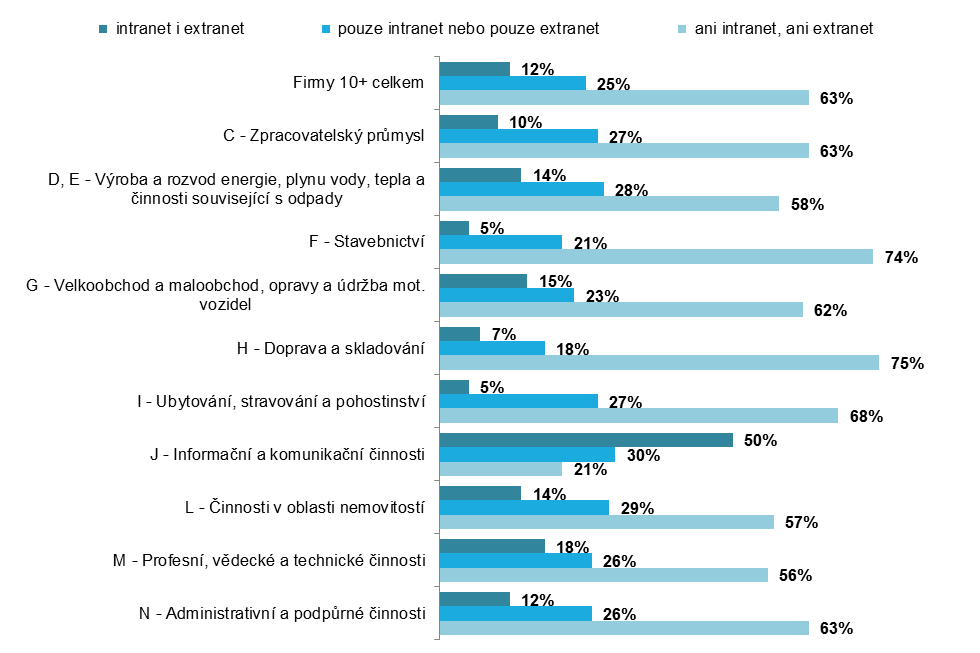 intranet i extranet
pouze intranet nebo pouze extranet
ani intranet, ani extranet
Firmy 10+ celkem
12%
25%
63%
C - Zpracovatelský průmysl
10%
27%
63%
D, E - Výroba a rozvod energie, plynu vody, tepla a
činnosti související s odpady
14%
28%
58%
F - Stavebnictví
5%
21%
74%
G - Velkoobchod a maloobchod, opravy a údržba mot.
vozidel
15%
23%
62%
H - Doprava a skladování
7%
18%
75%
I - Ubytování, stravování a pohostinství
5%
27%
68%
J - Informační a komunikační činnosti
50%
30%
21%
L - Činnosti v oblasti nemovitostí
14%
29%
57%
M - Profesní, vědecké a technické činnosti
18%
26%
56%
N - Administrativní a podpůrné činnosti
12%
26%
63%